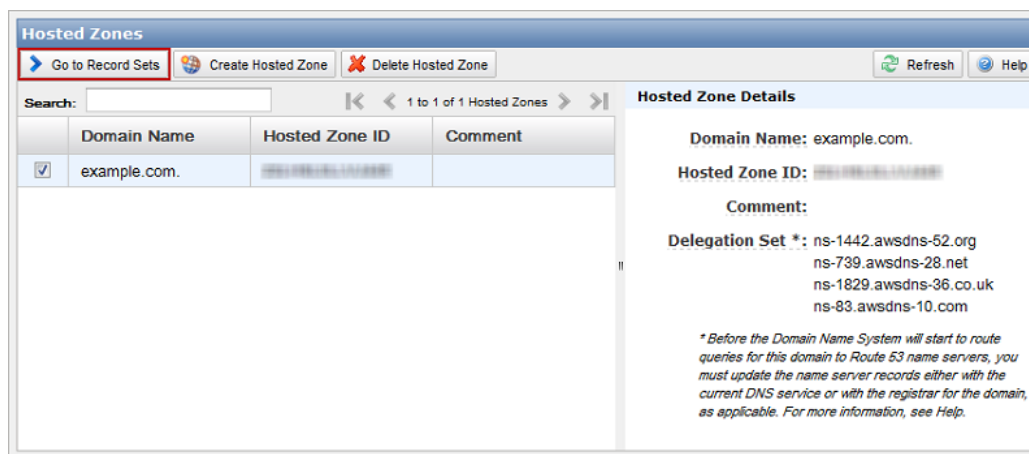 Hosted Zones
Go to Record Sets Create Hosted Zone Delete Hosted Zone Refresh Help
Search: 1 to 1 of 1 Hosted Zones
Domain Name Hosted Zone ID Comment
example.com.
Hosted Zone Details
Domain Name: example.com.
Hosted Zone ID:
Comment:
Delegation Set *: ns-1442.awsdns-52.org
ns-739.awsdns-28.net
ns-1829.awsdns-36.co.uk
ns-83.awsdns-10.com
* Before the Domain Name System will start to route
queries for this domain to Route 53 name servers, you
must update the name server records either with the
current DNS service or with the registrar for the domain,
as applicable. For more information, see Help.